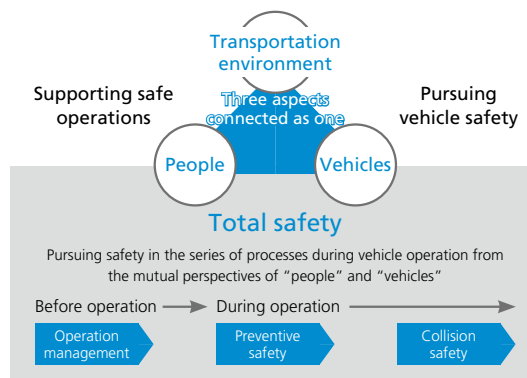 Transportation
environment
Supporting safe
operations
Three aspects
connected as one
Pursuing
vehicle safety
People
Vehicles
Total safety
Pursuing safety in the series of processes during vehicle operation from
the mutual perspectives of “people” and “vehicles”
Before operation
During operation
Operation
management
Preventive
safety
Collision
safety